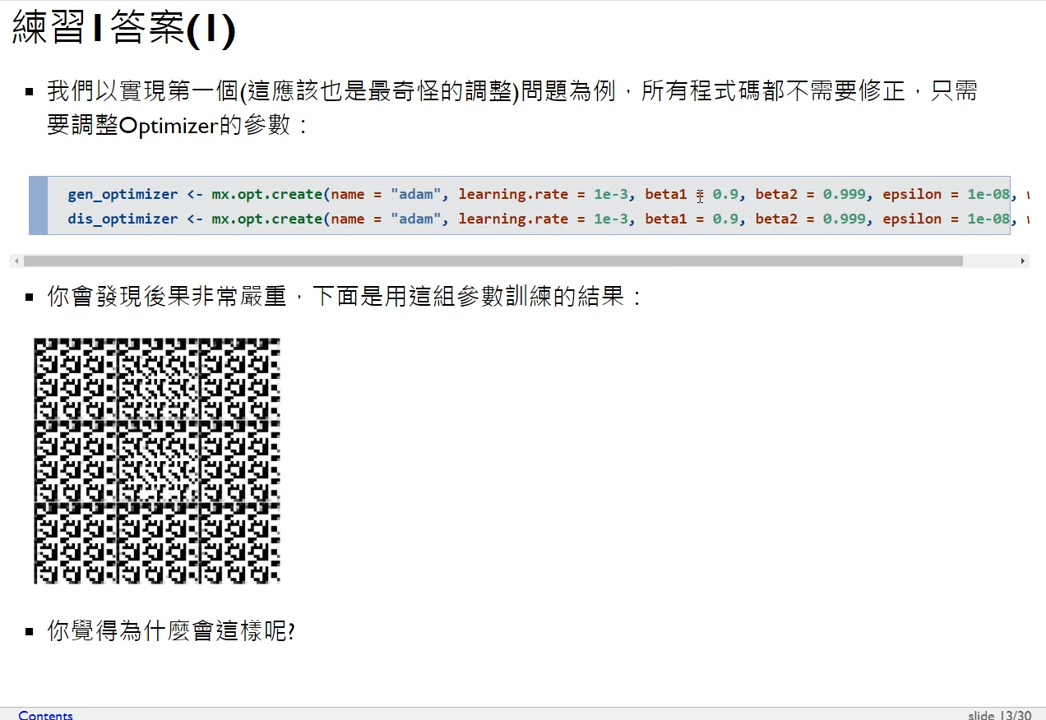 練習1答案(1)
我們以實現第一個(這應該也是最奇怪的調整)問題為例，所有程式碼都不需要修正，只需
要調整Optimizer的參數：
gen_optimizer <- mx.opt.create(name = "adam", learning.rate = 1e-3, beta1 = 0.9, beta2 = 0.999, epsilon = 1e-08,
dis_optimizer <- mx.opt.create(name = "adam", learning.rate = 1e-3, beta1 = 0.9, beta2 = 0.999, epsilon = 1e-08,
你會發現後果非常嚴重，下面是用這組參數訓練的結果：
你覺得為什麼會這樣呢?
Contents
slide 13/30